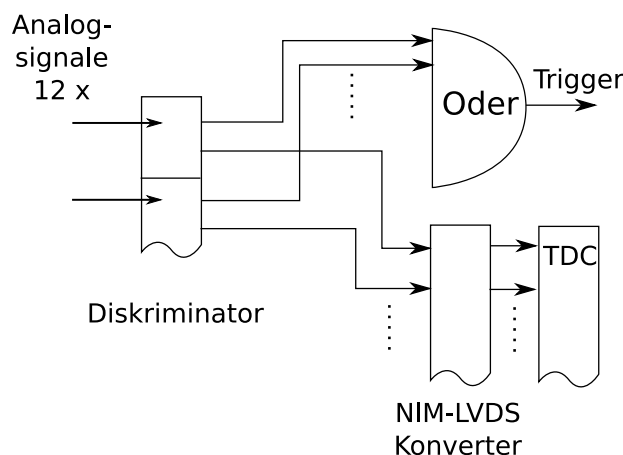 Analog-
signale
12 x
Oder
Trigger
TDC
Diskriminator
NIM-LVDS
Konverter